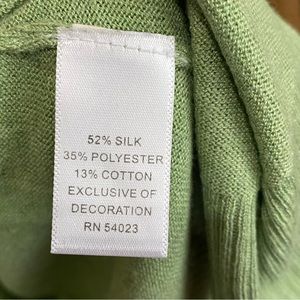 52% SILK
35% POLYESTER
13% COTTON
EXCLUSIVE OF
DECORATION
RN 54023